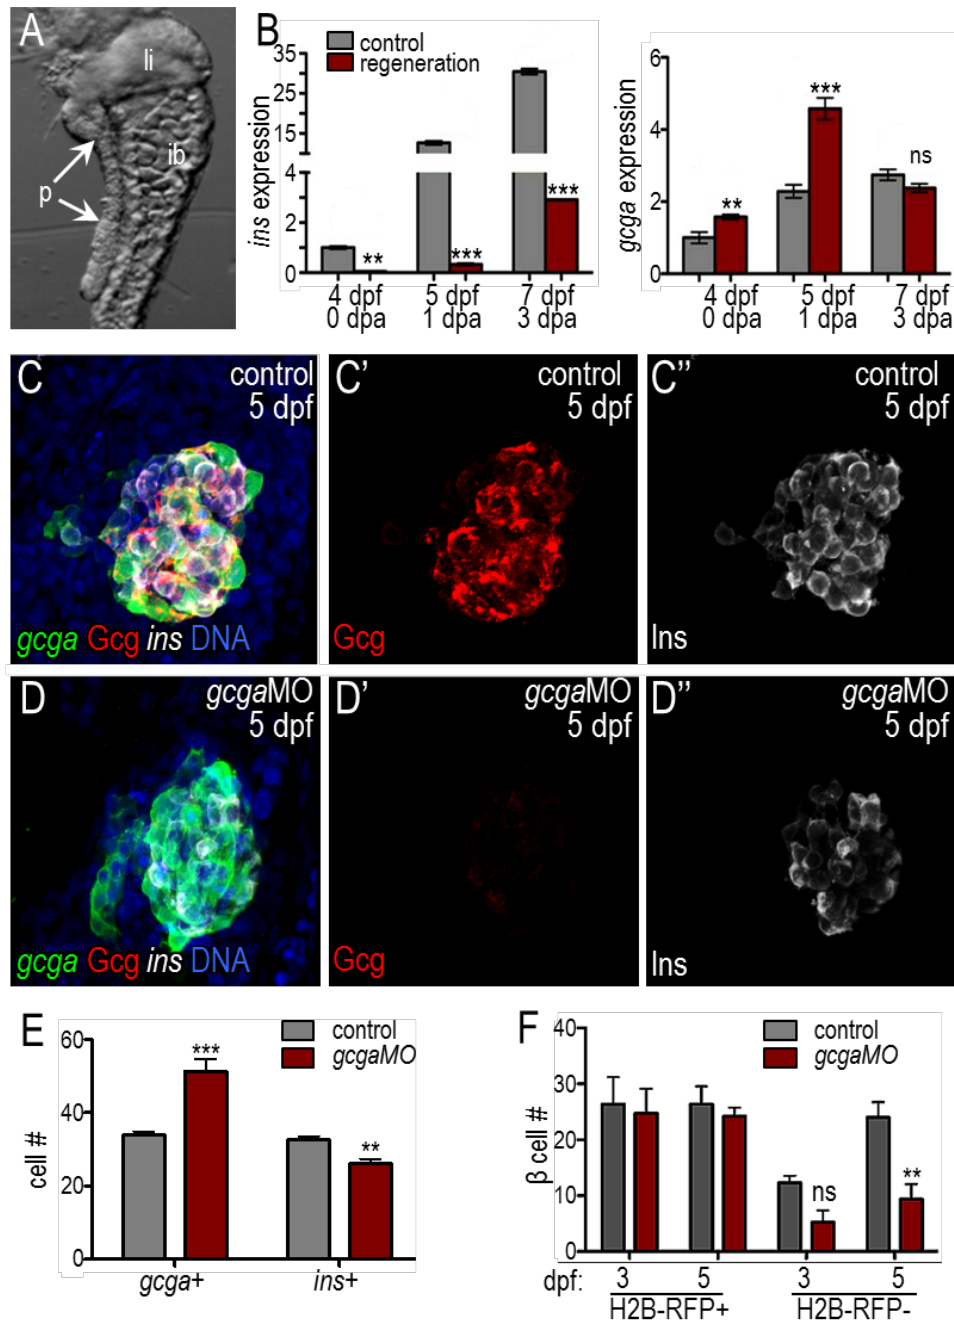 A
li
ib
p
B
control
regeneration
ins expression
35
25
15
4
2
0
**
***
***
4 dpf 5 dpf 7 dpf
0 dpa 1 dpa 3 dpa
gcga expression
6
4
2
0
**
***
ns
4 dpf 5 dpf 7 dpf
0 dpa 1 dpa 3 dpa
C
control
5 dpf
gcga Gcg ins DNA
C'
control
5 dpf
Gcg
C''
control
5 dpf
Ins
D
gcgaMO
5 dpf
gcga Gcg ins DNA
D'
gcgaMO
5 dpf
Gcg
D''
gcgaMO
5 dpf
Ins
E
control
gcgaMO
cell #
60
40
20
0
***
**
gcga+ ins+
F
control
gcgaMO
β cell #
40
30
20
10
0
ns
**
dpf: 3 5 3 5
H2B-RFP+ H2B-RFP-